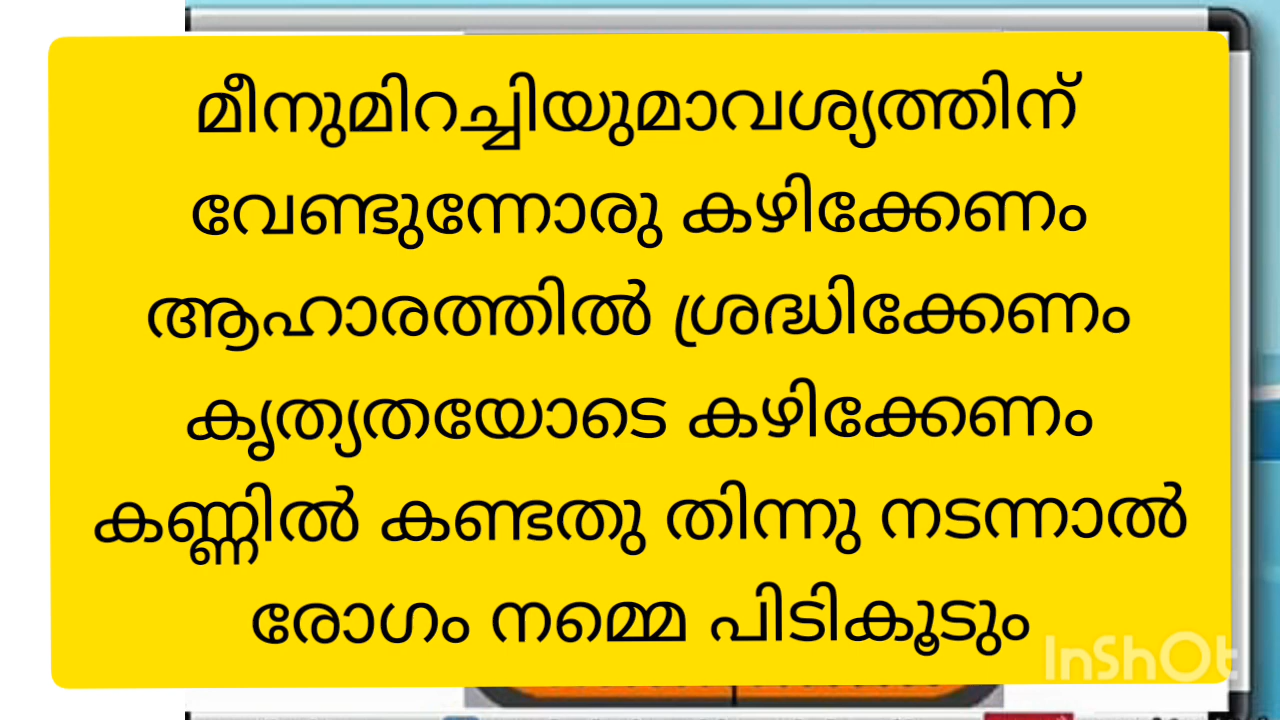 മീനുമിറച്ചിയുമാവശ്യത്തിന്
വേണ്ടുന്നോരു കഴിക്കേണം
ആഹാരത്തിൽ ശ്രദ്ധിക്കേണം
കൃത്യതയോടെ കഴിക്കേണം
കണ്ണിൽ കണ്ടതു തിന്നു നടന്നാൽ
രോഗം നമ്മെ പിടികൂടും
InShOt